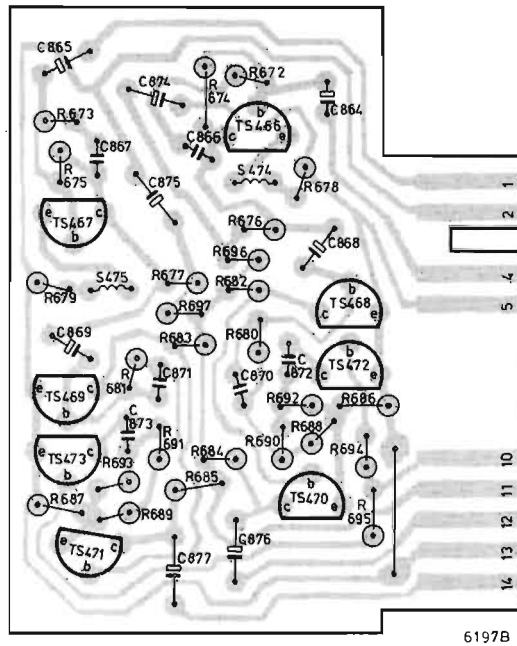 C865
C874
R
674
R672
C864
R673
C867
C866
TS466
c
b
e
R
675
C875
S474
R678
1
2
TS467
e
c
b
R676
C868
R696
S475
R677
R682
4
R679
R697
TS468
b
c
e
5
C869
R683
R680
C
872
TS472
b
c
e
R
681
C871
C870
TS469
e
c
b
C
873
R692
R686
R
691
R688
R690
R694
TS473
e
c
b
R693
R684
10
R685
TS470
b
c
e
11
R687
R689
R
695
12
TS471
e
c
b
C877
C876
13
14
6197B